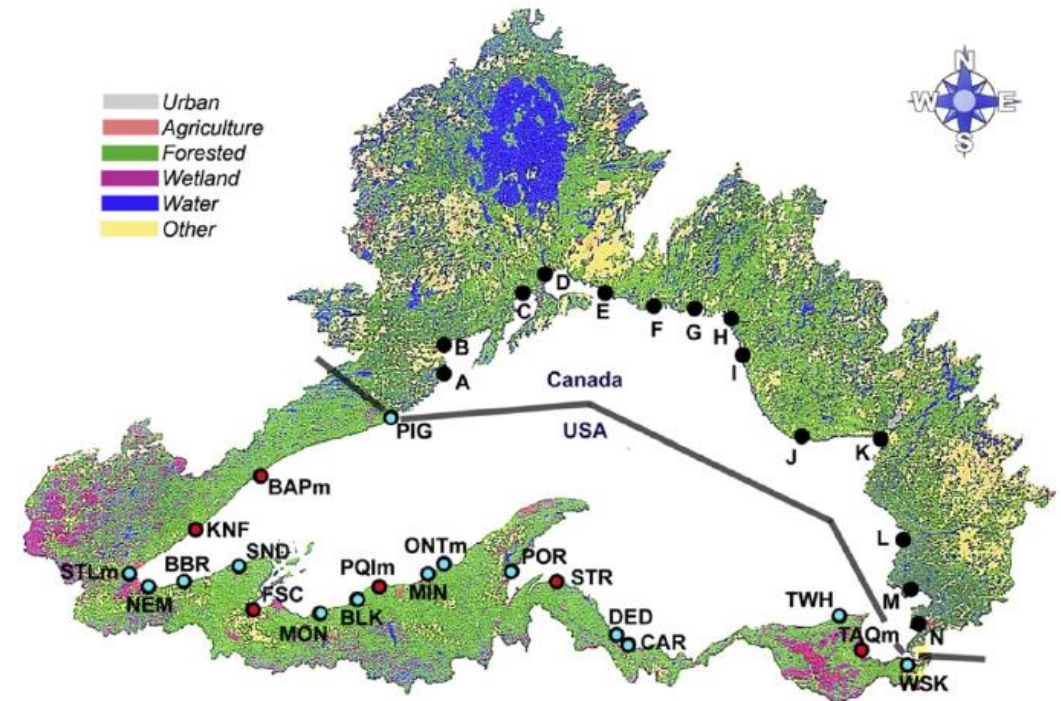 N
W E
S
Urban
Agriculture
Forested
Wetland
Water
Other
D
C
E
F
G
H
B
I
A
Canada
PIG
USA
J
K
BAPm
KNF
L
ONTm
SND
POR
BBR
PQIm
STLm
STR
FSC
MIN
NEM
M
BLK
TWH
MON
DED
N
CAR
TAQm
WSK